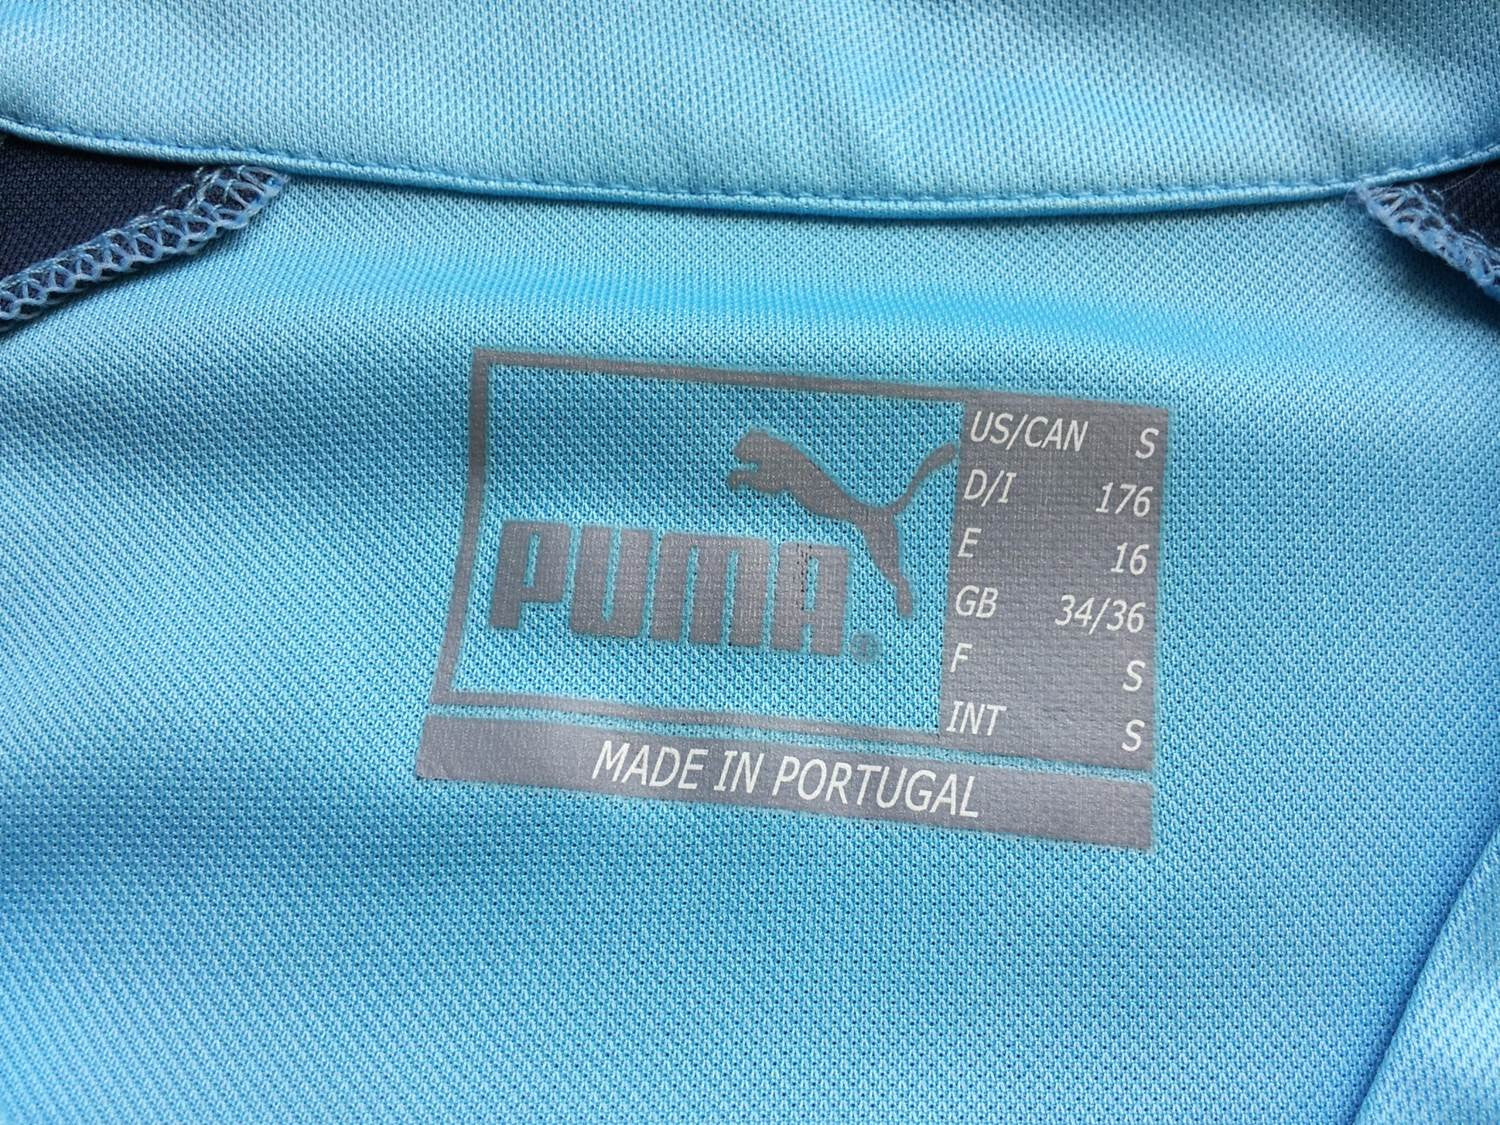 PUMA
US/CAN S
D/I 176
E 16
GB 34/36
F S
INT S
MADE IN PORTUGAL